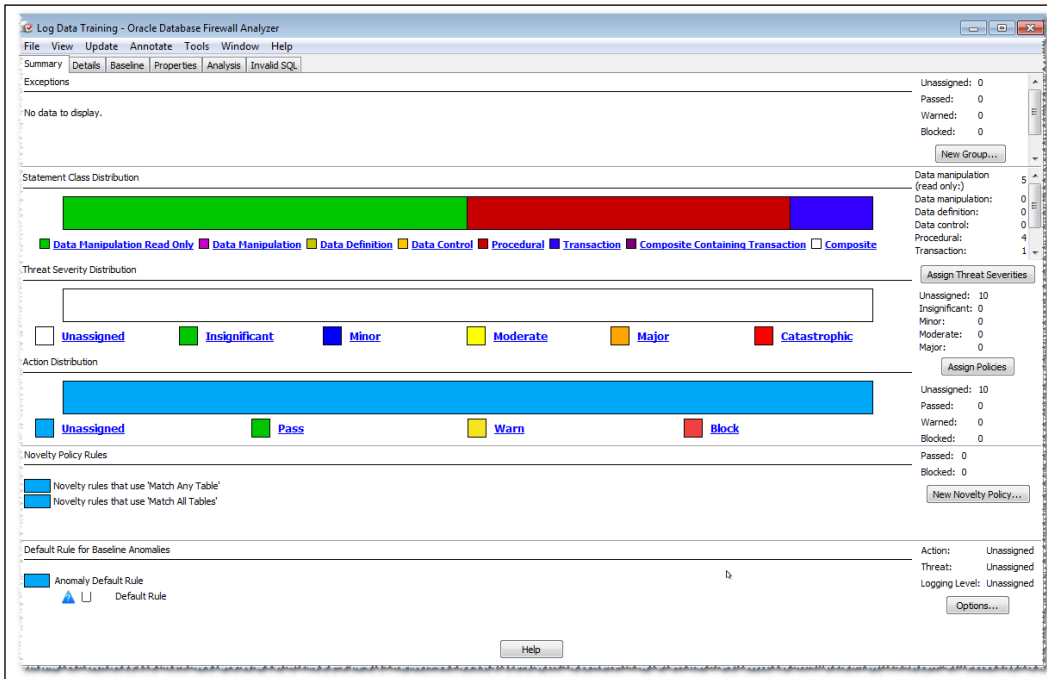 Log Data Training - Oracle Database Firewall Analyzer
File View Update Annotate Tools Window Help
Summary Details Baseline Properties Analysis Invalid SQL
Exceptions
No data to display.
Unassigned: 0
Passed: 0
Warned: 0
Blocked: 0
New Group...
Statement Class Distribution
Data Manipulation Read Only Data Manipulation Data Definition Data Control Procedural Transaction Composite Containing Transaction Composite
Data manipulation
(read only:) 5
Data manipulation: 0
Data definition: 0
Data control: 0
Procedural: 4
Transaction: 1
Threat Severity Distribution
Unassigned Insignificant Minor Moderate Major Catastrophic
Assign Threat Severities
Unassigned: 10
Insignificant: 0
Minor: 0
Moderate: 0
Major: 0
Action Distribution
Unassigned Pass Warn Block
Assign Policies
Unassigned: 10
Passed: 0
Warned: 0
Blocked: 0
Novelty Policy Rules
Novelty rules that use 'Match Any Table'
Novelty rules that use 'Match All Tables'
Passed: 0
Blocked: 0
New Novelty Policy...
Default Rule for Baseline Anomalies
Anomaly Default Rule
? Default Rule
Action: Unassigned
Threat: Unassigned
Logging Level: Unassigned
Options...
Help